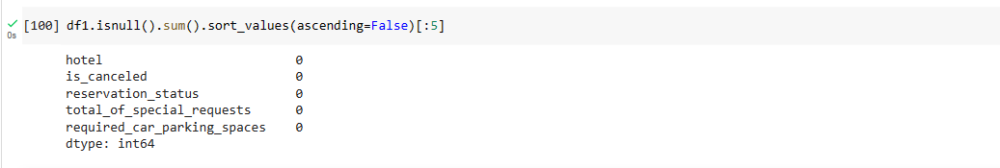 [100] df1.isnull().sum().sort_values(ascending=False)[:5]
0s
hotel 0
is_canceled 0
reservation_status 0
total_of_special_requests 0
required_car_parking_spaces 0
dtype: int64